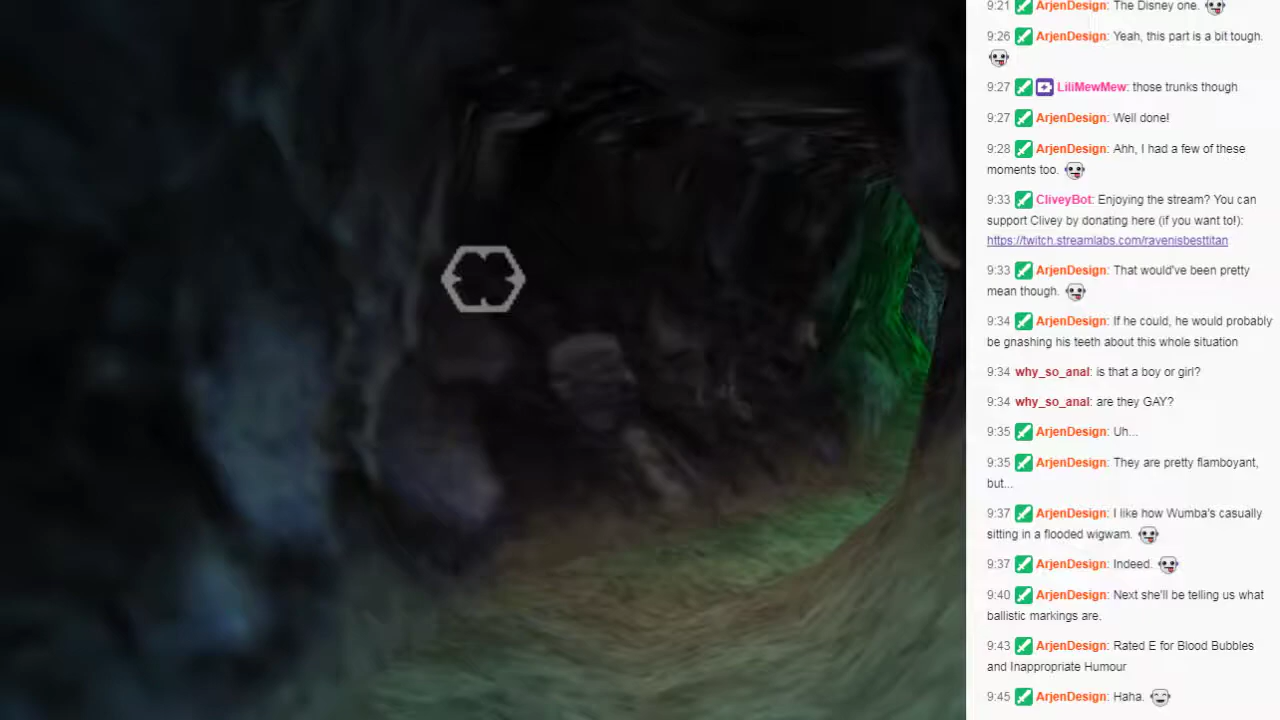 9:21 ArjenDesign: The Disney one.
9:26 ArjenDesign: Yeah, this part is a bit tough.
9:27 LiliMewMew: those trunks though
9:27 ArjenDesign: Well done!
9:28 ArjenDesign: Ahh, I had a few of these
moments too.
9:33 CliveyBot: Enjoying the stream? You can
support Clivey by donating here (if you want to!):
https://twitch.streamlabs.com/ravenisbesttitan
9:33 ArjenDesign: That would've been pretty
mean though.
9:34 ArjenDesign: If he could, he would probably
be gnashing his teeth about this whole situation
9:34 why_so_anal: is that a boy or girl?
9:34 why_so_anal: are they GAY?
9:35 ArjenDesign: Uh...
9:35 ArjenDesign: They are pretty flamboyant,
but...
9:37 ArjenDesign: I like how Wumba's casually
sitting in a flooded wigwam.
9:37 ArjenDesign: Indeed.
9:40 ArjenDesign: Next she'll be telling us what
ballistic markings are.
9:43 ArjenDesign: Rated E for Blood Bubbles
and Inappropriate Humour
9:45 ArjenDesign: Haha.